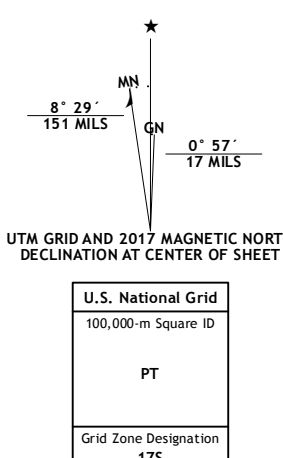 ★
MN
8° 29´
151 MILS
GN
0° 57´
17 MILS
UTM GRID AND 2017 MAGNETIC NORT
DECLINATION AT CENTER OF SHEET
U.S. National Grid
100,000-m Square ID
PT
Grid Zone Designation
17S